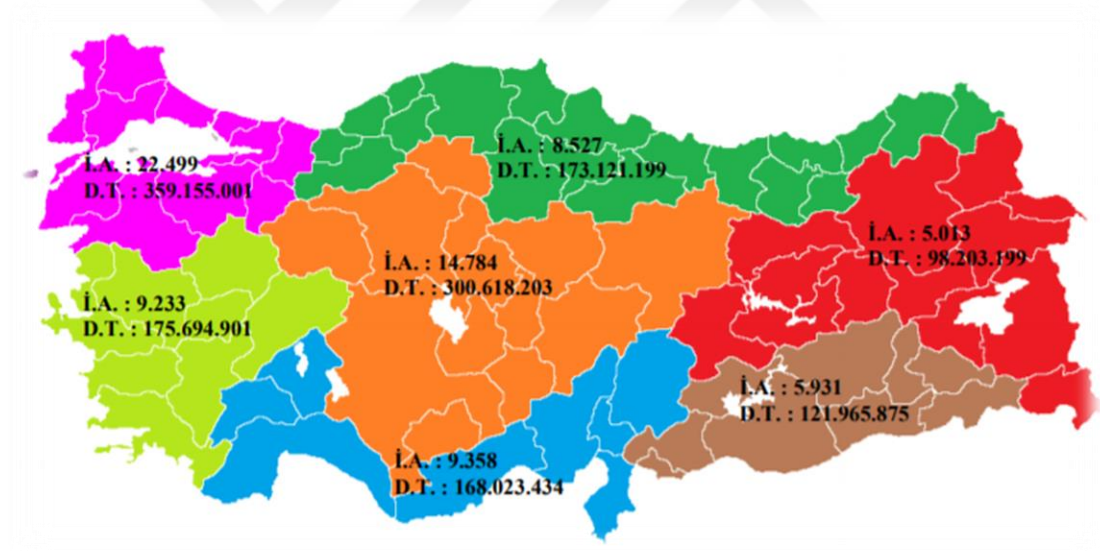 İ.A. : 8.527
D.T. : 173.121.199
İ.A. : 22.499
D.T. : 359.155.001
İ.A. : 5.013
D.T. : 98.203.199
İ.A. : 14.784
D.T. : 300.618.203
İ.A. : 9.233
D.T. : 175.694.901
İ.A. : 5.931
D.T. : 121.965.875
İ.A. : 9.358
D.T. : 168.023.434